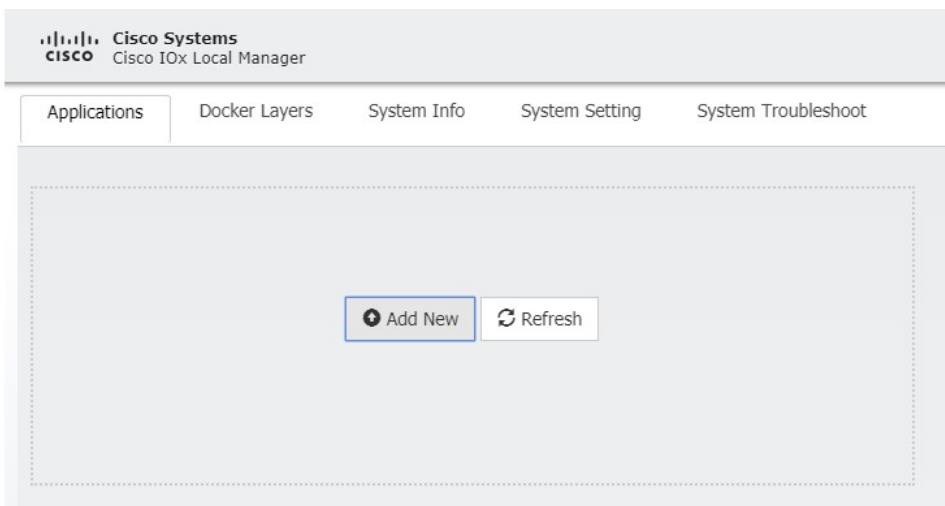 Cisco Systems
CISCO Cisco IOx Local Manager
Applications Docker Layers System Info System Setting System Troubleshoot
Add New Refresh